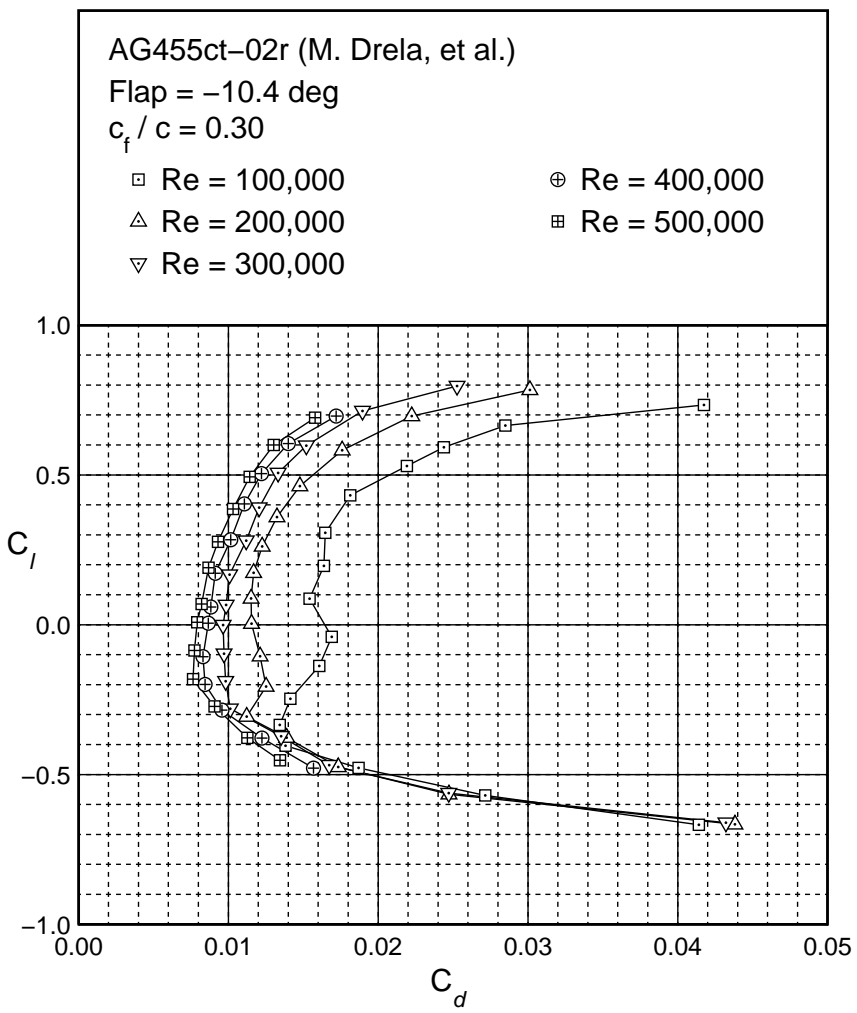 AG455ct−02r (M. Drela, et al.)
Flap = −10.4 deg
c_f / c = 0.30
Re = 100,000
Re = 200,000
Re = 300,000
Re = 400,000
Re = 500,000
1.0
0.5
C_l
0.0
−0.5
−1.0
0.00 0.01 0.02 0.03 0.04 0.05
C_d